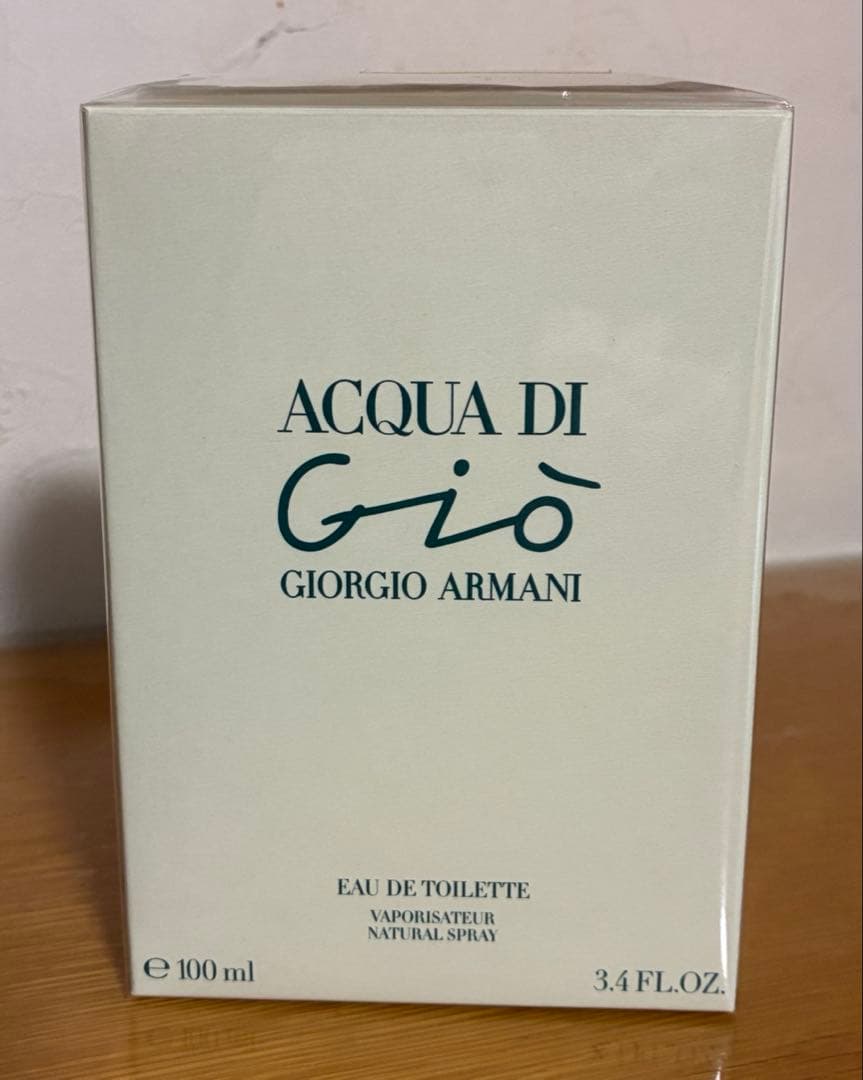 ACQUA DI
Giò
GIORGIO ARMANI
EAU DE TOILETTE
VAPORISATEUR
NATURAL SPRAY
℮ 100 ml
3.4 FL.OZ.